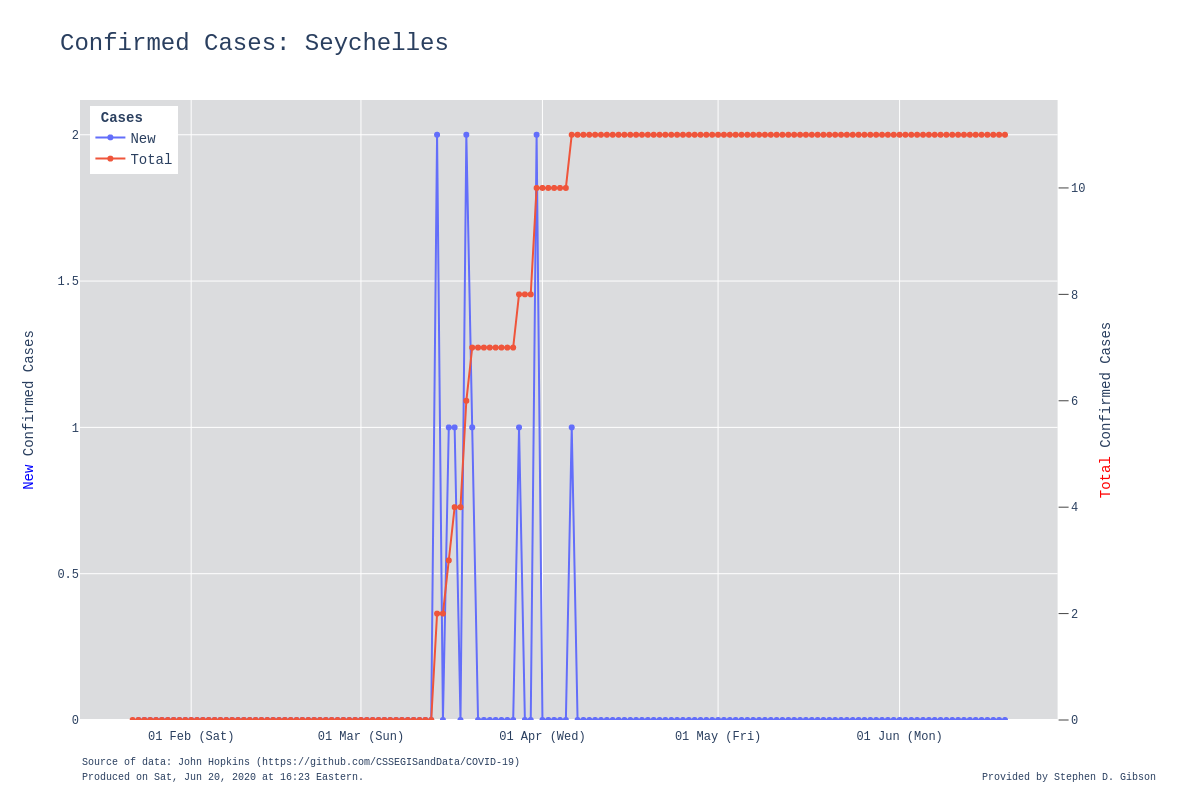 Confirmed Cases: Seychelles
Cases
New
Total
2
1.5
1
0.5
0
10
8
6
4
2
0
New Confirmed Cases
Total Confirmed Cases
01 Feb (Sat)
01 Mar (Sun)
01 Apr (Wed)
01 May (Fri)
01 Jun (Mon)
Source of data: John Hopkins (https://github.com/CSSEGISandData/COVID-19)
Produced on Sat, Jun 20, 2020 at 16:23 Eastern.
Provided by Stephen D. Gibson